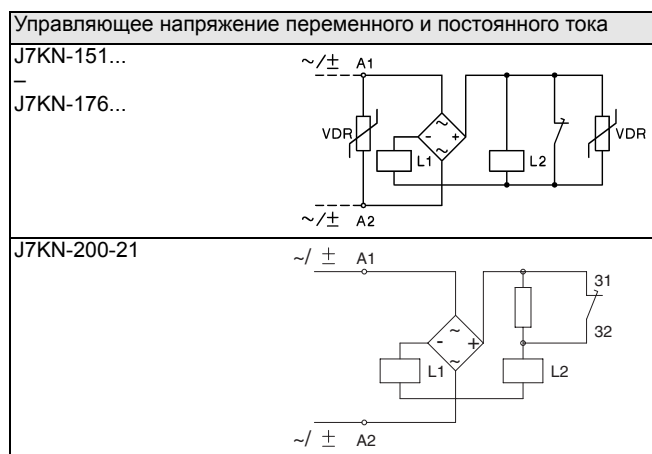 Управляющее напряжение переменного и постоянного тока
J7KN-151...
–
J7KN-176...
~/± A1
VDR
~
- +
~
L1
L2
VDR
~/± A2
J7KN-200-21
~/ ± A1
31
~
- +
32
~
L1
L2
~/ ± A2